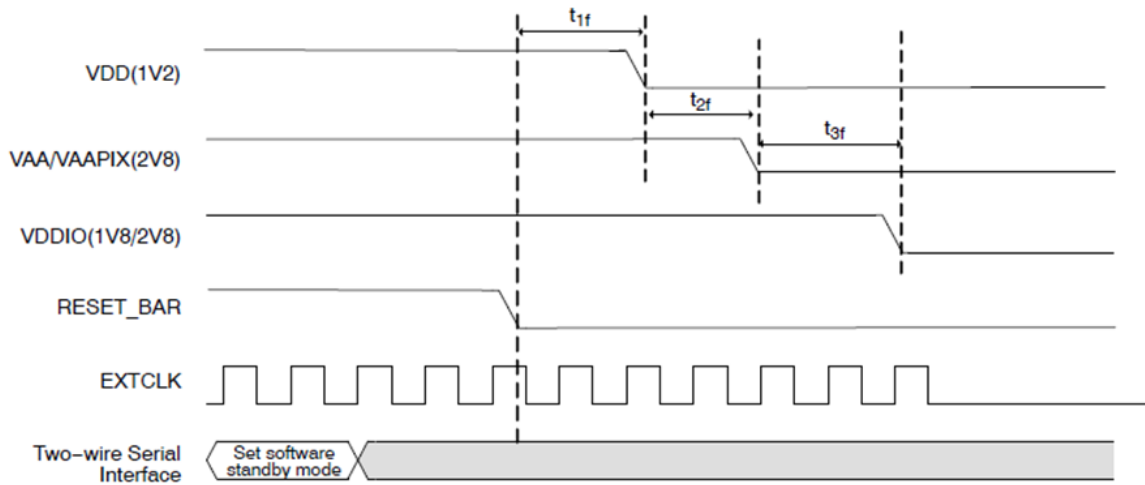 t1f
VDD(1V2)
t2f
t3f
VAA/VAAPIX(2V8)
VDDIO(1V8/2V8)
RESET_BAR
EXTCLK
Two−wire Serial
Interface
Set software
standby mode